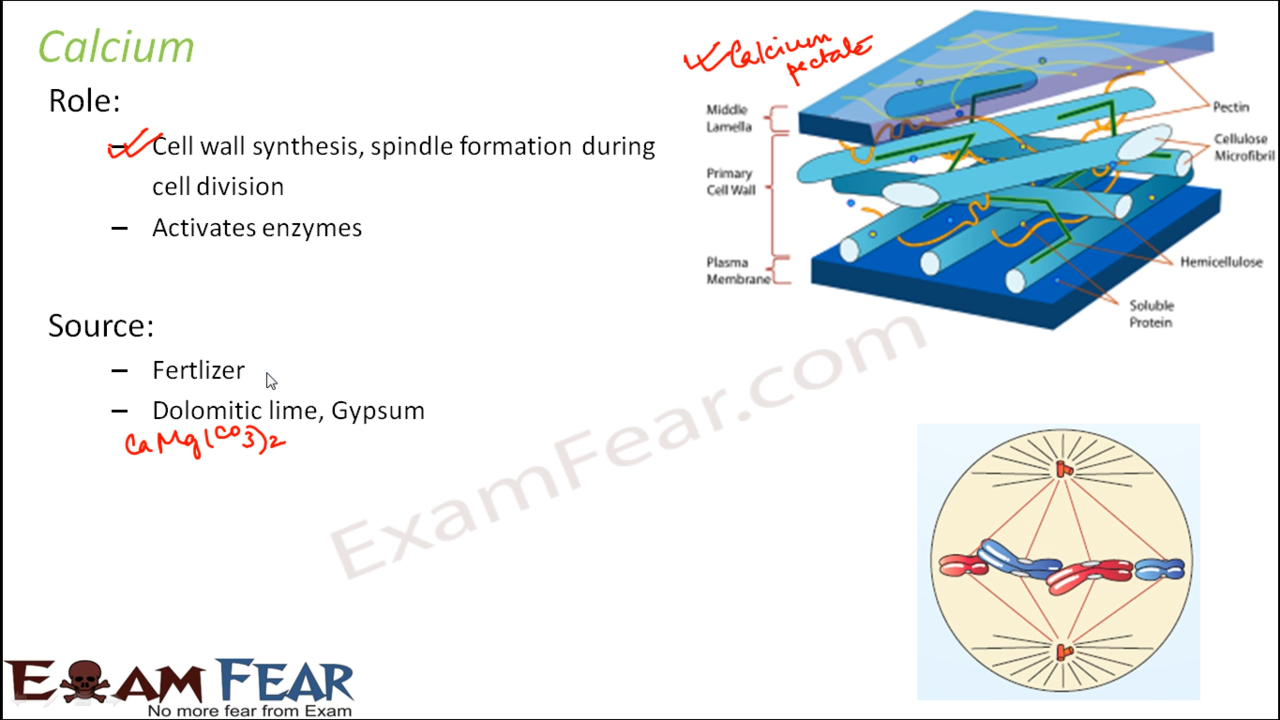 Calcium
Role:
– Cell wall synthesis, spindle formation during
cell division
– Activates enzymes
Source:
– Fertlizer
– Dolomitic lime, Gypsum
CaMg(CO3)2
Calcium
pectate
Middle
Lamella
Primary
Cell Wall
Plasma
Membrane
Pectin
Cellulose
Microfibril
Hemicellulose
Soluble
Protein
ExamFear.com
EXAM FEAR
No more fear from Exam